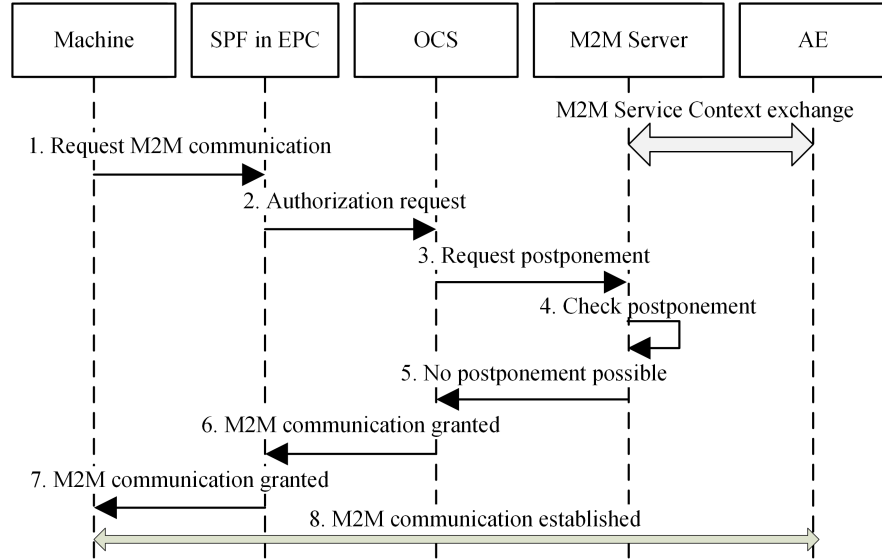 Machine
SPF in EPC
OCS
M2M Server
AE
M2M Service Context exchange
1. Request M2M communication
2. Authorization request
3. Request postponement
4. Check postponement
5. No postponement possible
6. M2M communication granted
7. M2M communication granted
8. M2M communication established